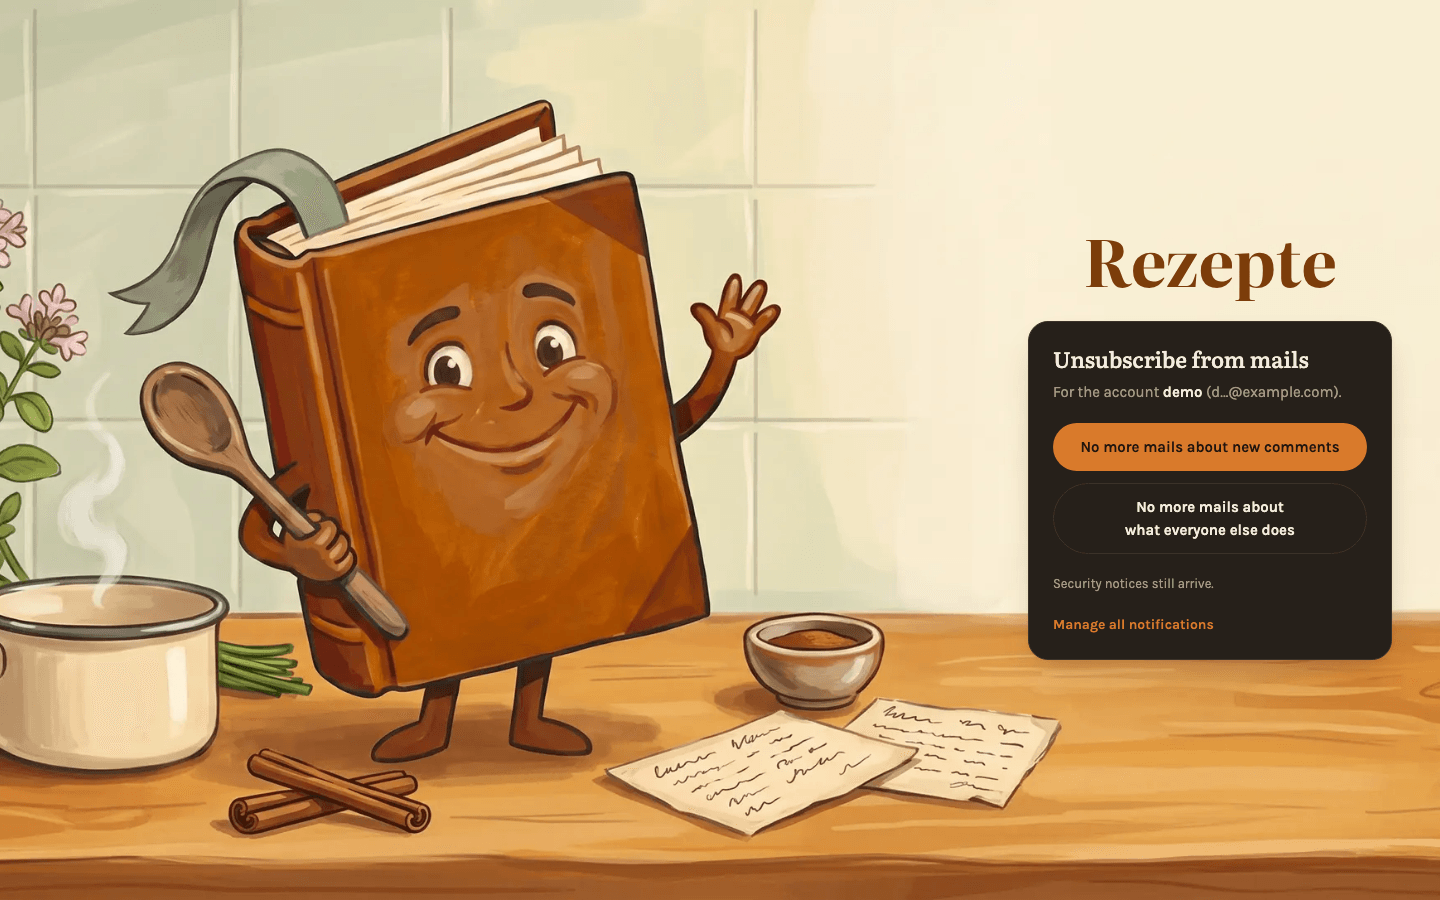 Rezepte
Unsubscribe from mails
For the account demo (d...@example.com).
No more mails about new comments
No more mails about
what everyone else does
Security notices still arrive.
Manage all notifications